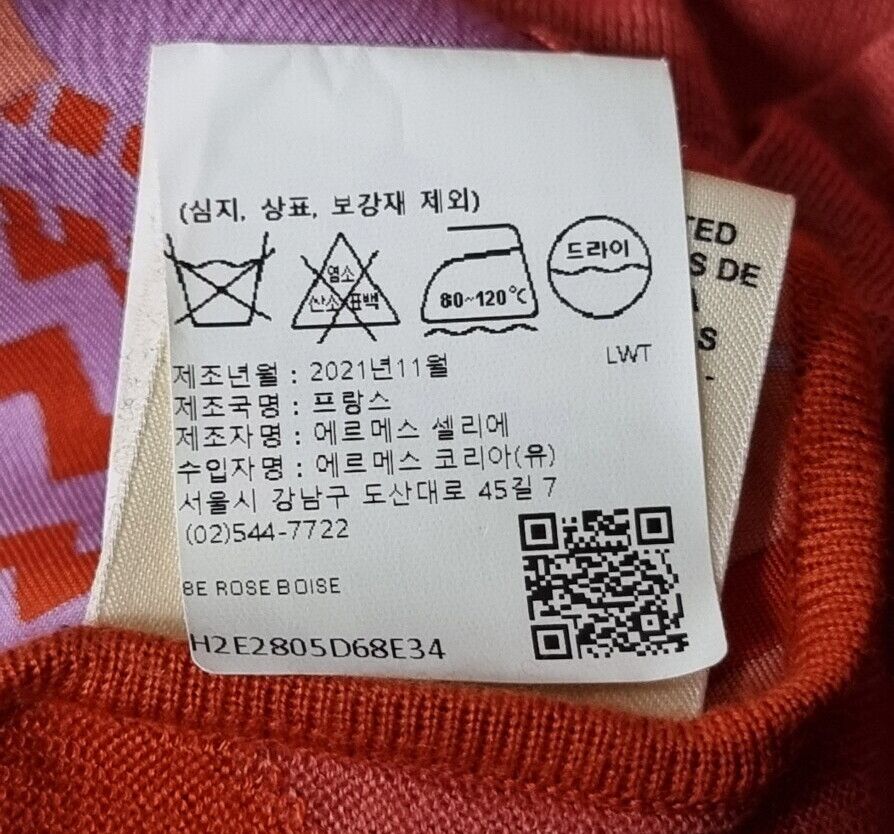 (심지, 상표, 보강재 제외)
염소
산소 표백
80~120℃
드라이
LWT
제조년월 : 2021년11월
제조국명 : 프랑스
제조자명 : 에르메스 셀리에
수입자명 : 에르메스 코리아(유)
서울시 강남구 도산대로 45길 7
(02)544-7722
8E ROSE BOISE
H2E2805D68E34
TED
S DE
A
S
-